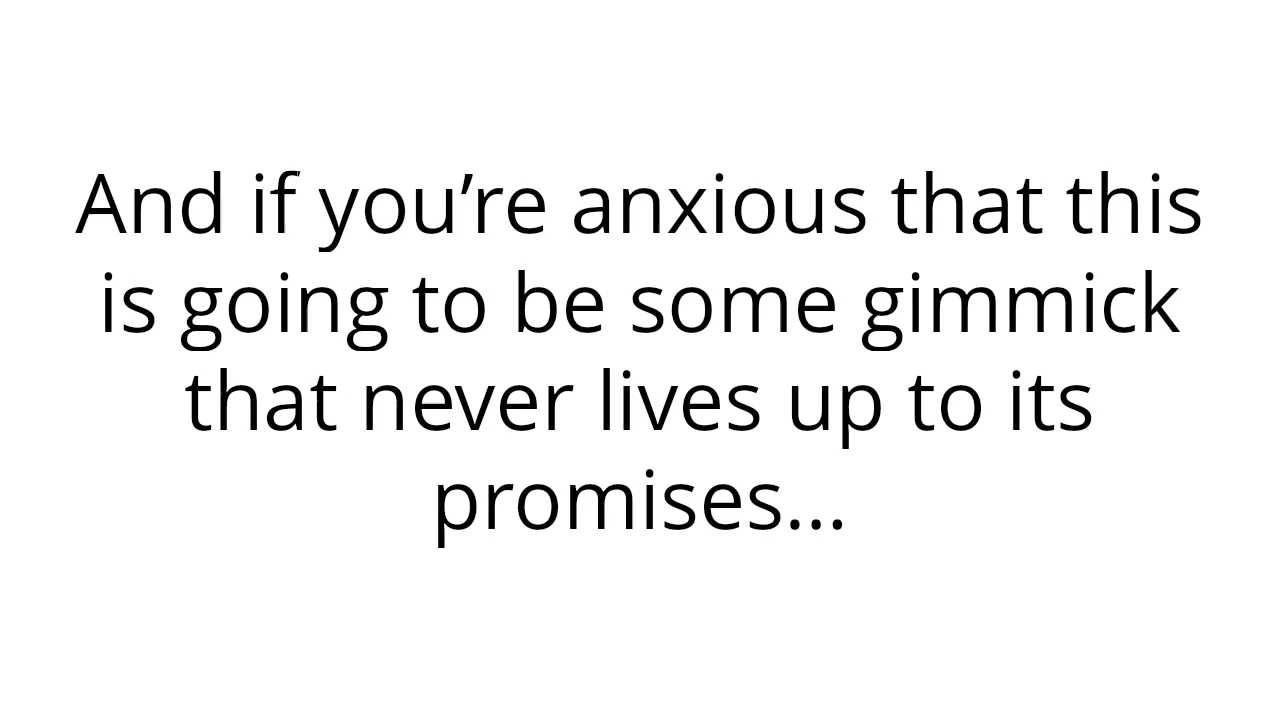 And if you’re anxious that this
is going to be some gimmick
that never lives up to its
promises...